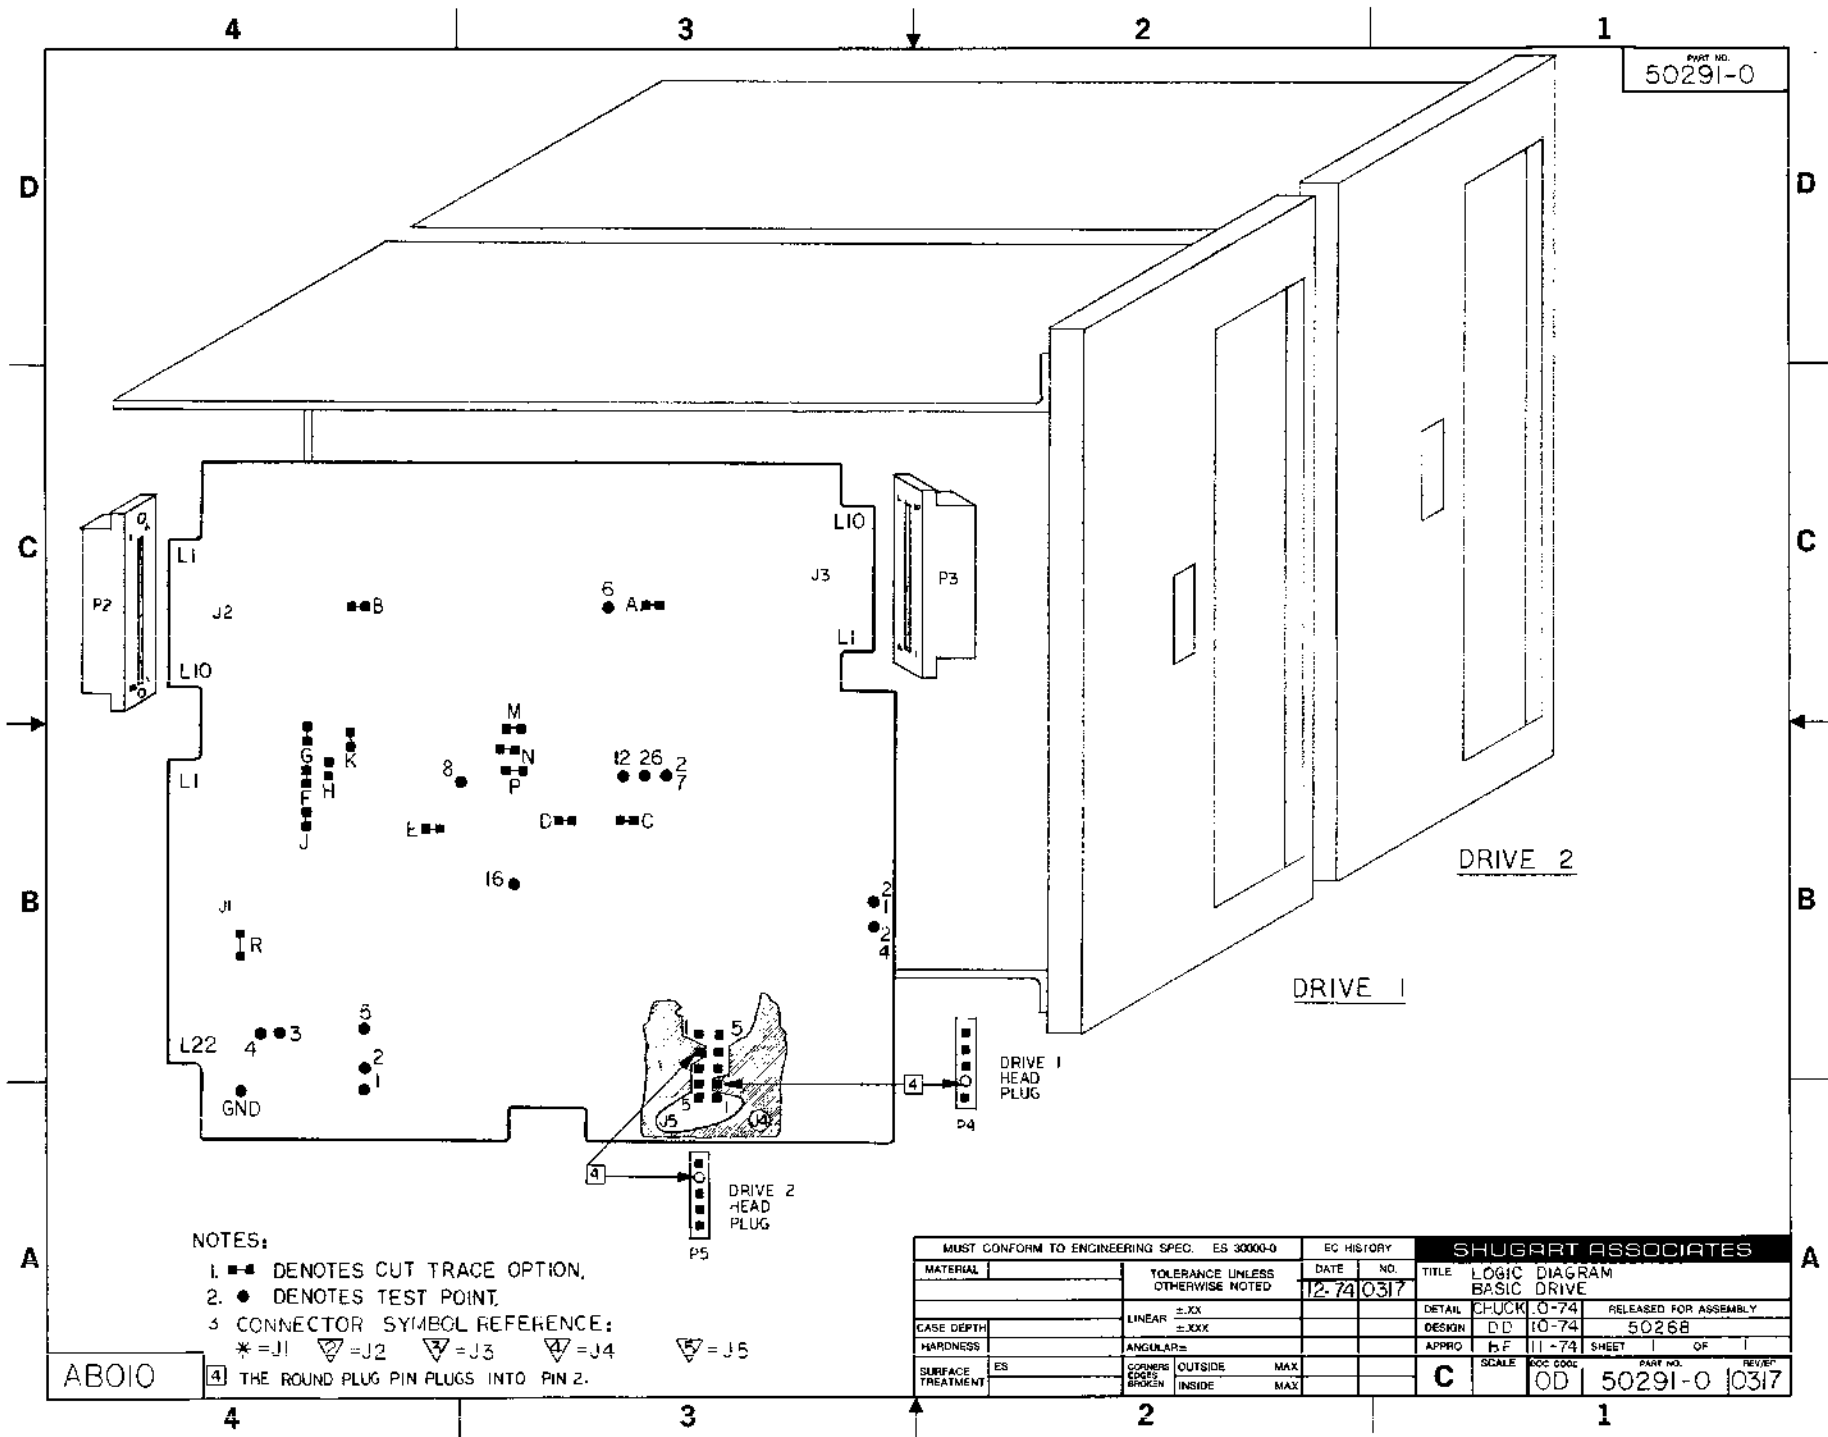 4 3 2 1
PART NO.
50291-0
D D
C C
B B
A A
L1
L10
P2
J2
B
6
A
J3
P3
L10
L1
G
K
H
F
J
M
N
P
8
12 26 2
7
E
D
C
16
L1
J1
R
2
1
2
4
DRIVE 2
DRIVE 1
L22
4
3
5
2
1
GND
1 5
5 1
J5
J4
4
DRIVE 1
HEAD
PLUG
P4
4
DRIVE 2
HEAD
PLUG
P5
NOTES:
1. DENOTES CUT TRACE OPTION.
2. DENOTES TEST POINT.
3 CONNECTOR SYMBOL REFERENCE:
* =J1 2 =J2 3 =J3 4 =J4 5 =J5
4 THE ROUND PLUG PIN PLUGS INTO PIN 2.
AB010
MUST CONFORM TO ENGINEERING SPEC. ES 30000-0
MATERIAL
CASE DEPTH
HARDNESS
SURFACE TREATMENT
ES
TOLERANCE UNLESS
OTHERWISE NOTED
LINEAR
±.XX
±.XXX
ANGULAR±
CORNERS EDGES BROKEN
OUTSIDE MAX
INSIDE MAX
EC HISTORY
DATE NO.
12-74 0317
SHUGART ASSOCIATES
TITLE LOGIC DIAGRAM
BASIC DRIVE
DETAIL CHUCK 10-74 RELEASED FOR ASSEMBLY
DESIGN DD 10-74 50268
APPRO 11-74 SHEET 1 OF 1
C
SCALE
DOC CODE
OD
PART NO.
50291-0
REV/EC
0317
4 3 2 1